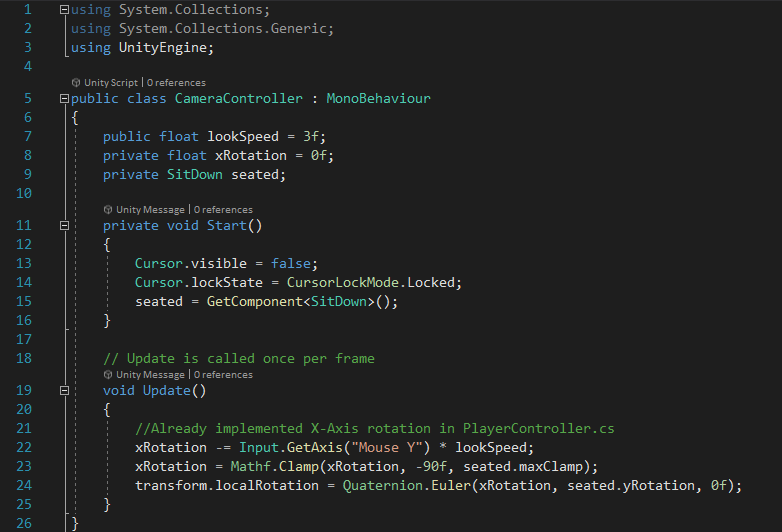 1 using System.Collections;
2 using System.Collections.Generic;
3 using UnityEngine;
4
Unity Script | 0 references
5 public class CameraController : MonoBehaviour
6 {
7 public float lookSpeed = 3f;
8 private float xRotation = 0f;
9 private SitDown seated;
10
Unity Message | 0 references
11 private void Start()
12 {
13 Cursor.visible = false;
14 Cursor.lockState = CursorLockMode.Locked;
15 seated = GetComponent<SitDown>();
16 }
17
18 // Update is called once per frame
Unity Message | 0 references
19 void Update()
20 {
21 //Already implemented X-Axis rotation in PlayerController.cs
22 xRotation -= Input.GetAxis("Mouse Y") * lookSpeed;
23 xRotation = Mathf.Clamp(xRotation, -90f, seated.maxClamp);
24 transform.localRotation = Quaternion.Euler(xRotation, seated.yRotation, 0f);
25 }
26 }